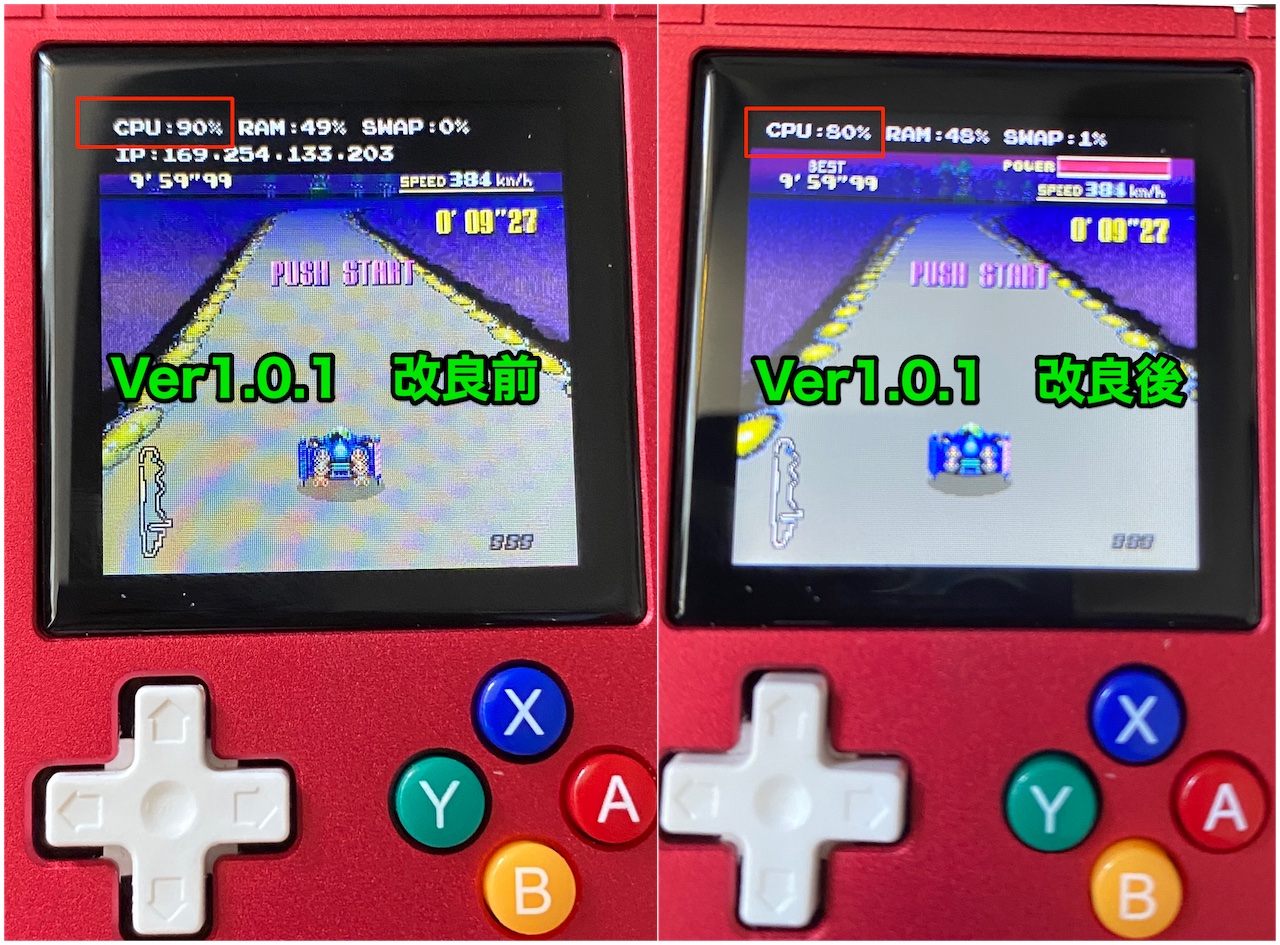 CPU:90% RAM:49% SWAP:0%
IP:169.254.133.203
9'59"99 SPEED 384 km/h
0'09"27
PUSH START
Ver1.0.1 改良前
X
Y
A
B
CPU:80% RAM:48% SWAP:1%
BEST POWER
9'59"99 SPEED 384 km/h
0'09"27
PUSH START
Ver1.0.1 改良後
X
Y
A
B